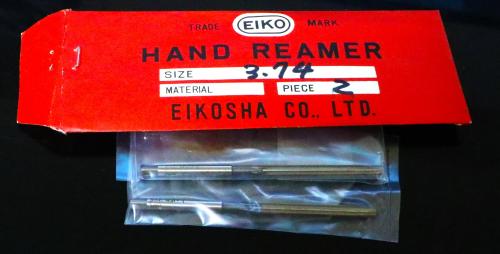 TRADE EIKO MARK
HAND REAMER
SIZE 3.74
MATERIAL PIECE 2
EIKOSHA CO., LTD.